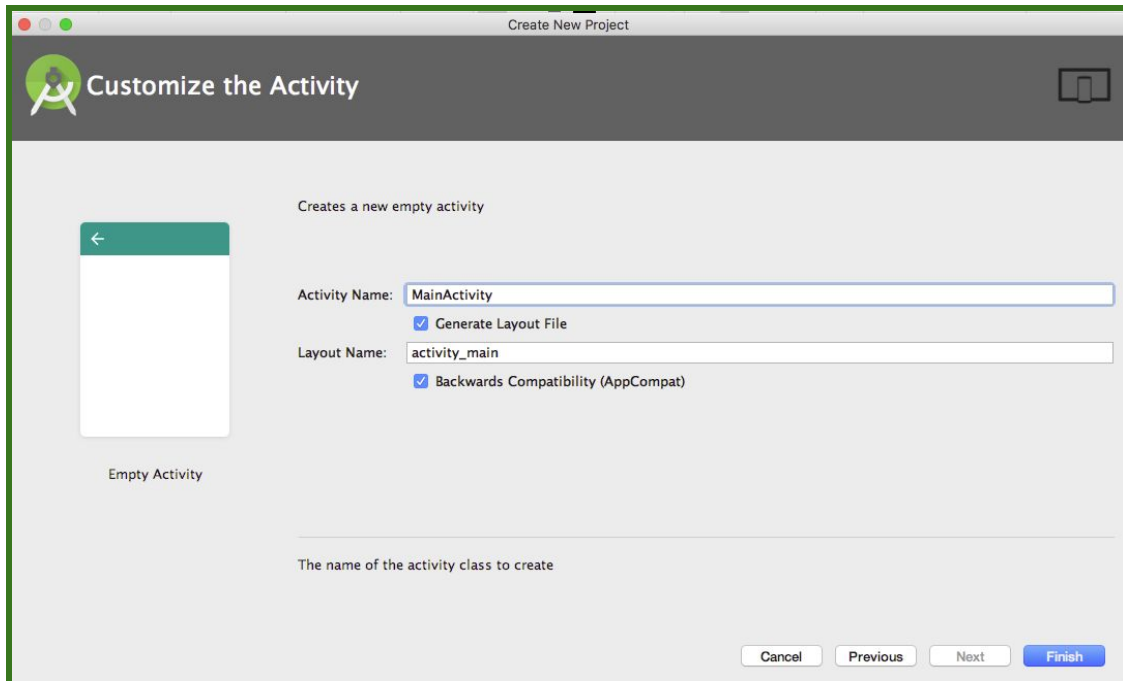 Create New Project
Customize the Activity
Creates a new empty activity
Activity Name: MainActivity
Generate Layout File
Layout Name: activity_main
Backwards Compatibility (AppCompat)
Empty Activity
The name of the activity class to create
Cancel Previous Next Finish